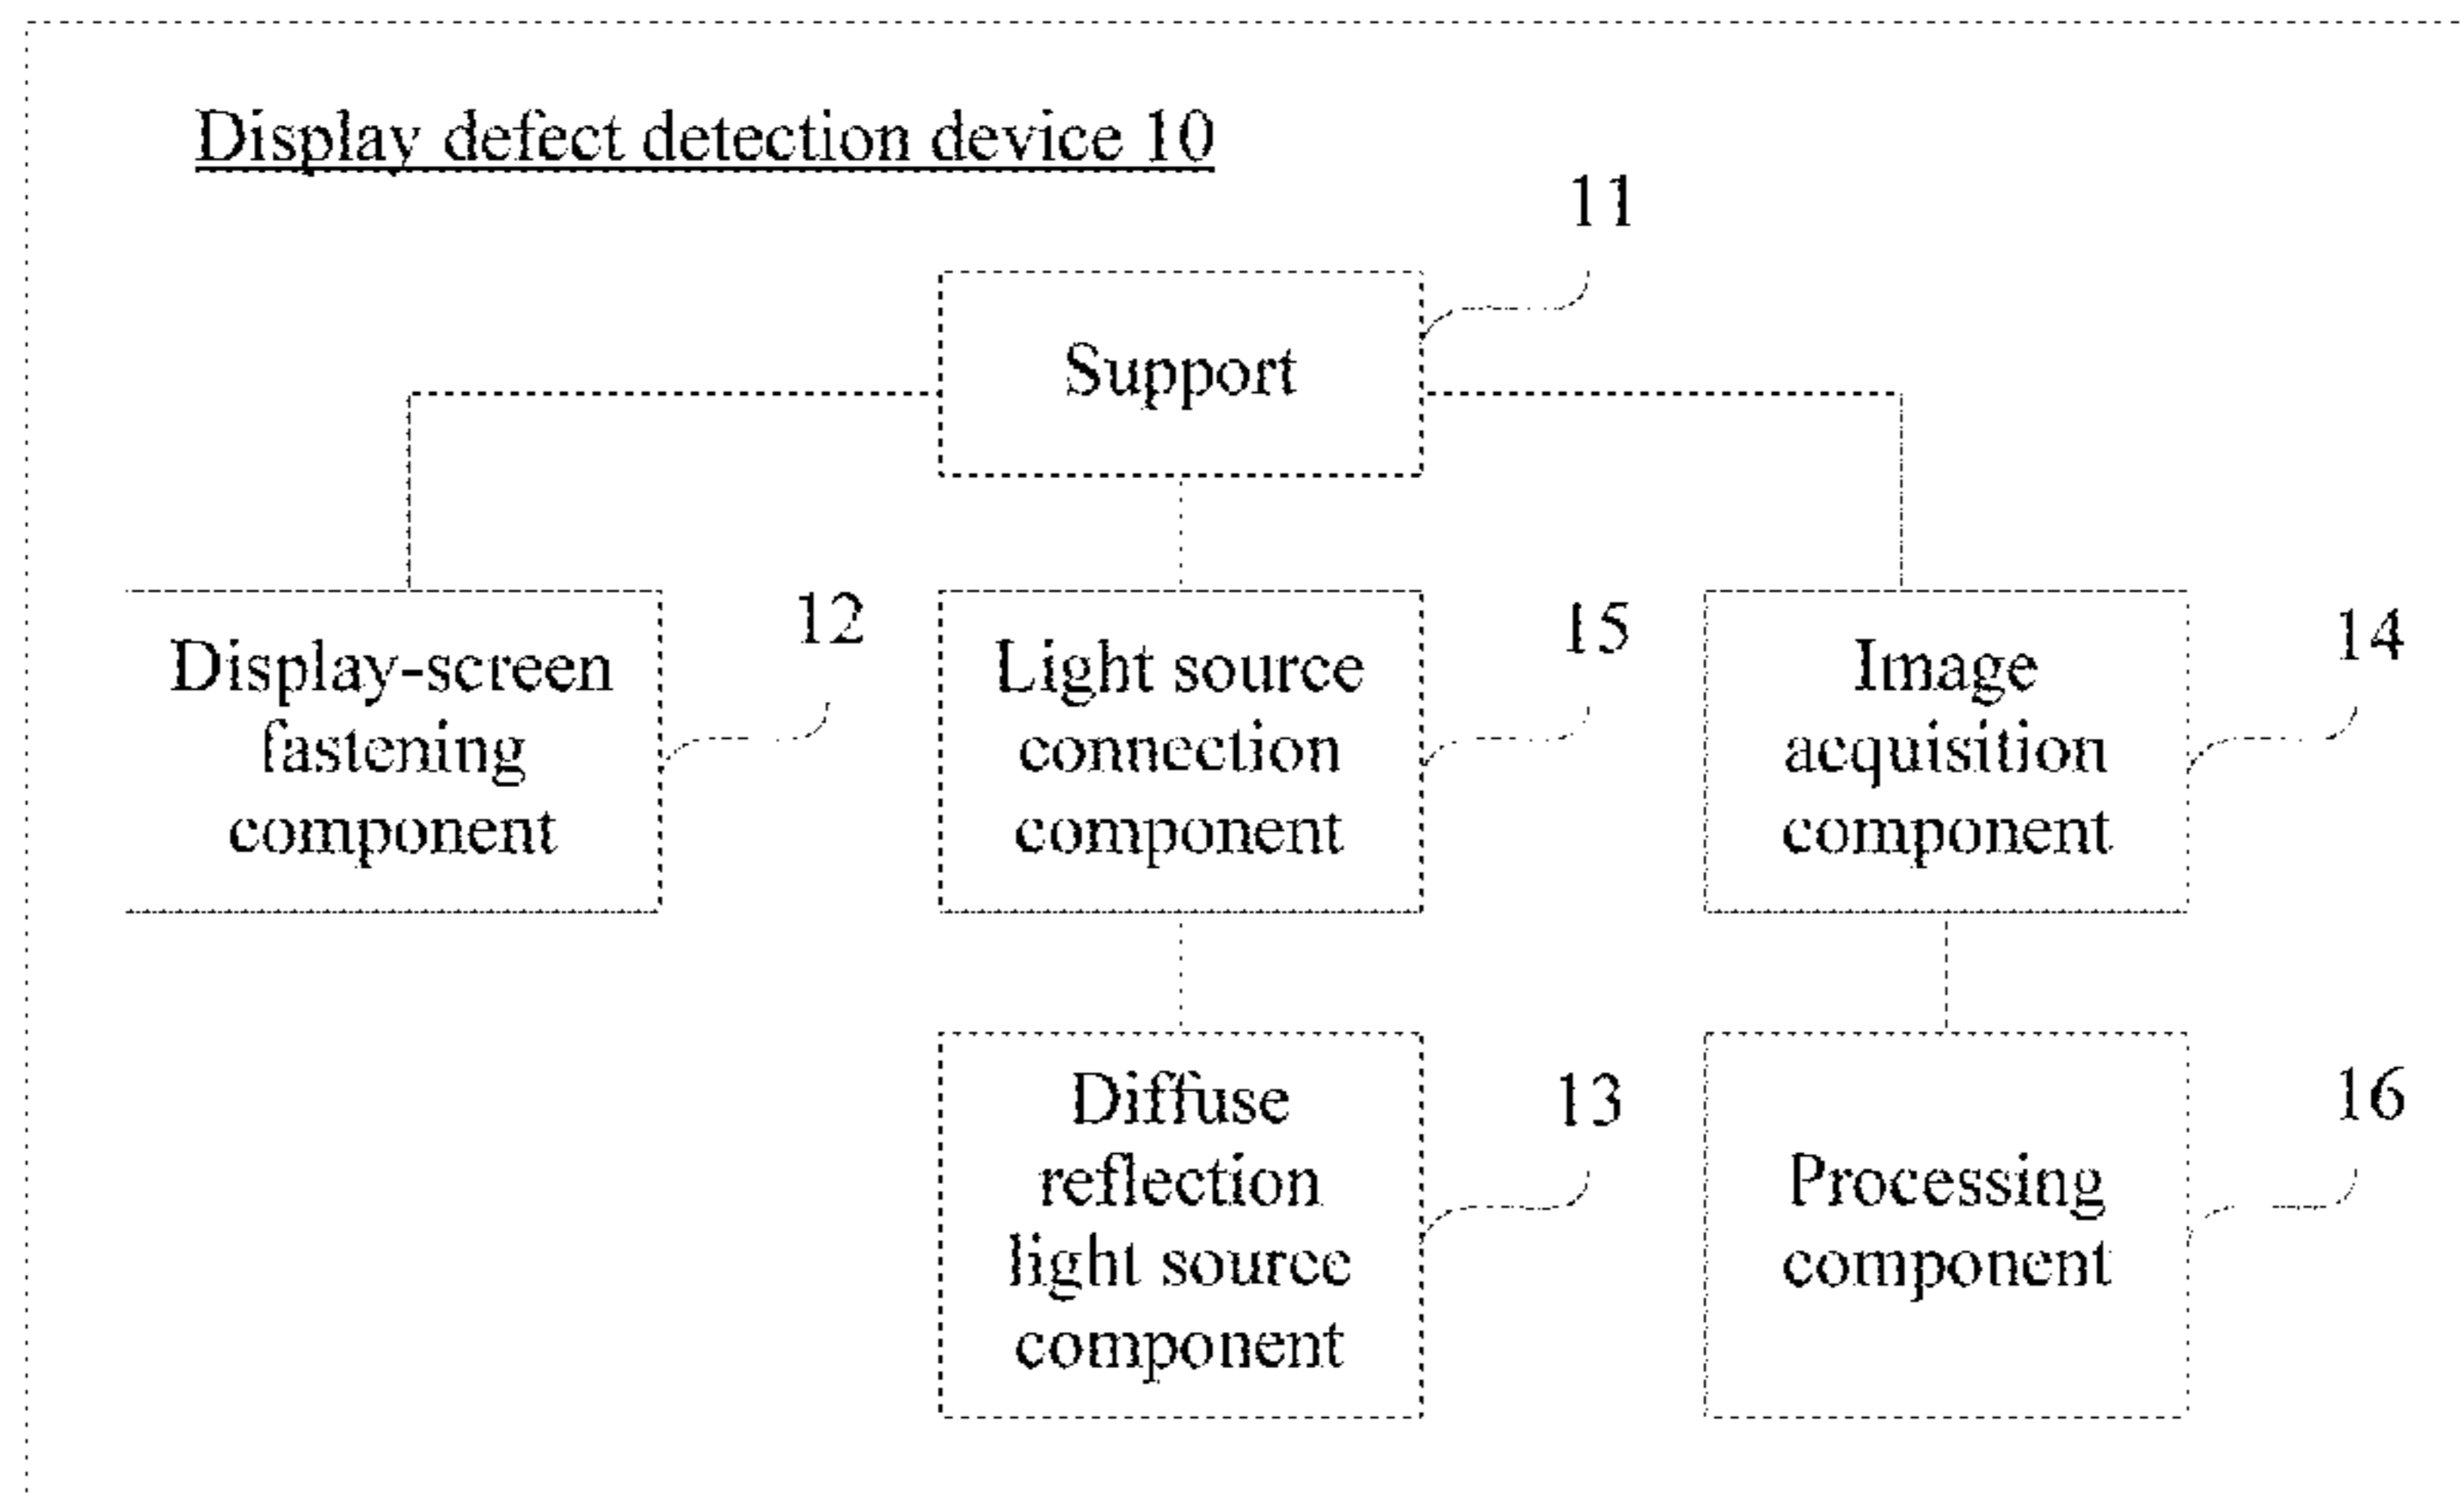 Display defect detection device 10
11
Support
12
Display-screen
fastening
component
15
Light source
connection
component
14
Image
acquisition
component
13
Diffuse
reflection
light source
component
16
Processing
component